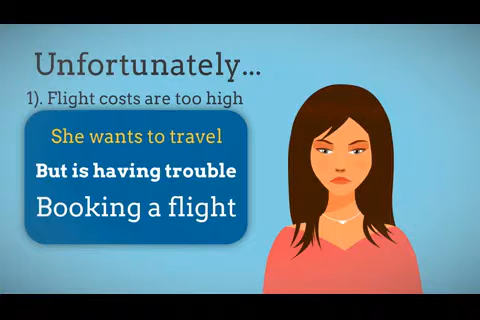 Unfortunately...
1). Flight costs are too high
She wants to travel
But is having trouble
Booking a flight